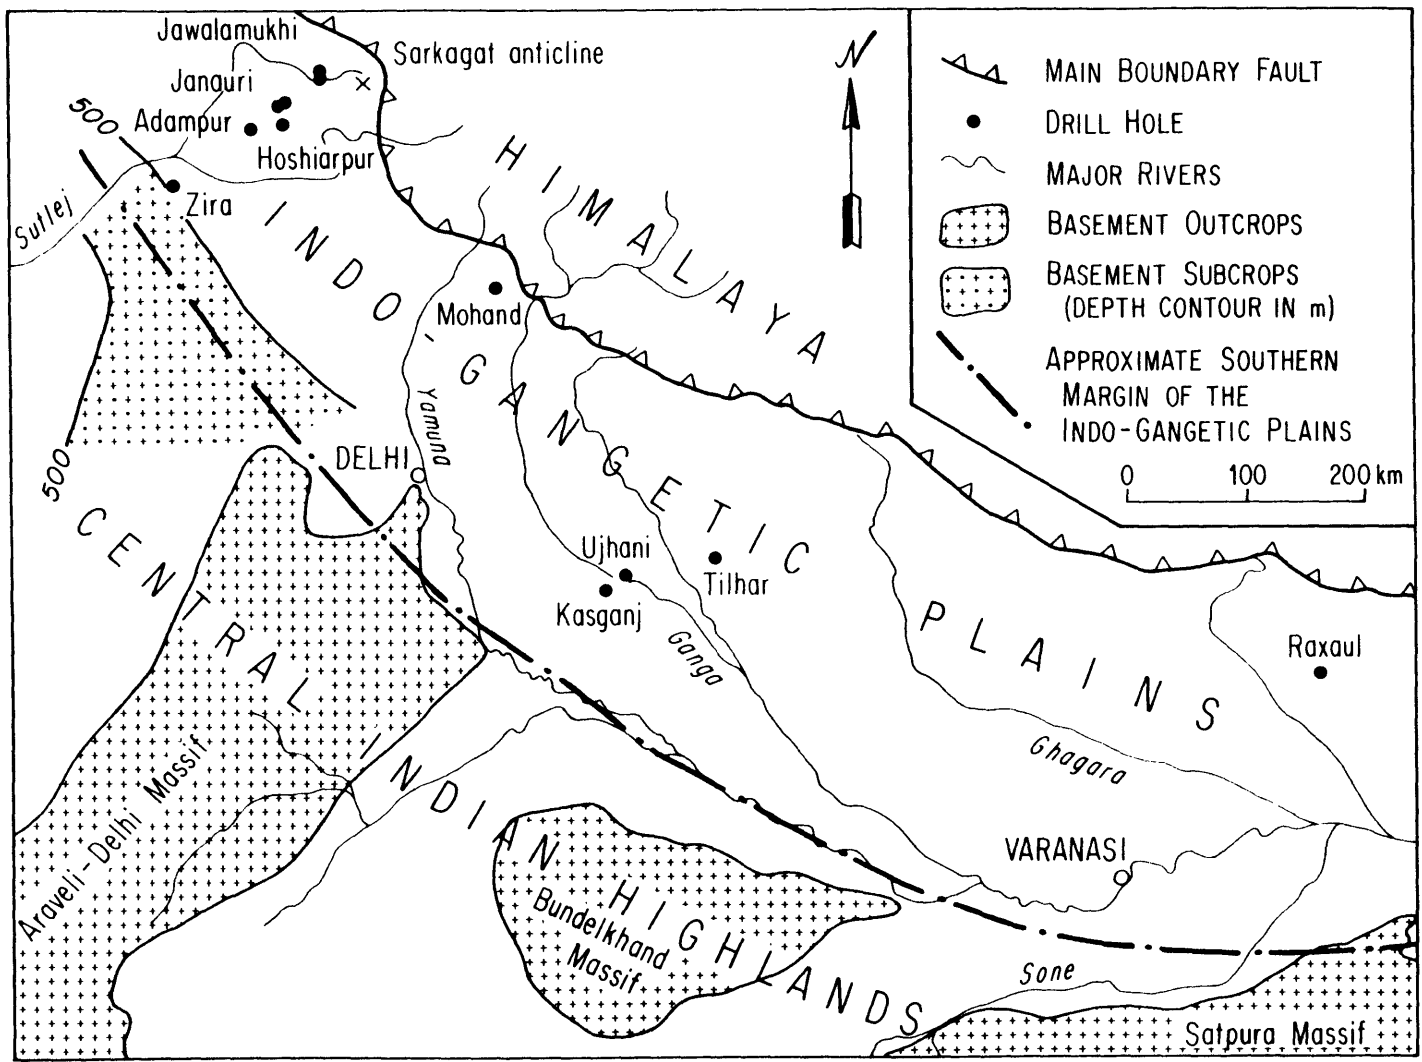 Jawalamukhi
Sarkagat anticline
Janauri
500
Adampur
Hoshiarpur
Zira
Sutlej
N
HIMALAYA
INDO-GANGETIC PLAINS
Mohand
Yamuna
DELHI
500
Ujhani
Tilhar
Kasganj
Ganga
Raxaul
Ghagara
VARANASI
CENTRAL INDIAN HIGHLANDS
Araveli-Delhi Massif
Bundelkhand
Massif
Sone
Satpura Massif
MAIN BOUNDARY FAULT
DRILL HOLE
MAJOR RIVERS
BASEMENT OUTCROPS
BASEMENT SUBCROPS
(DEPTH CONTOUR IN m)
APPROXIMATE SOUTHERN
MARGIN OF THE
INDO-GANGETIC PLAINS
0 100 200 km